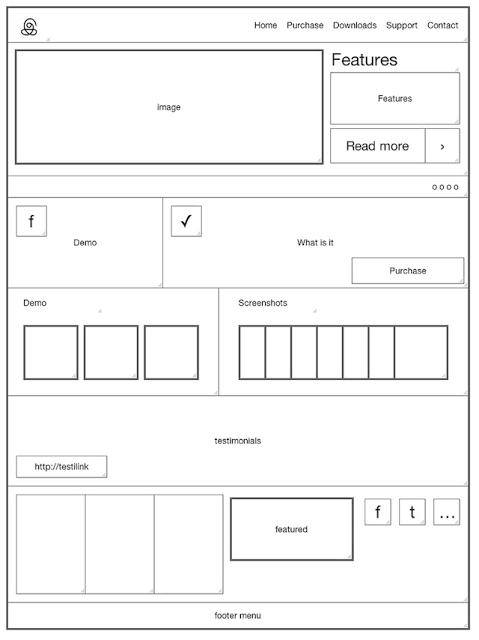 Home Purchase Downloads Support Contact
Features
image
Features
Read more ›
f
✓
Demo
What is it
Purchase
Demo
Screenshots
testimonials
http://testilink
featured
f t ...
footer menu